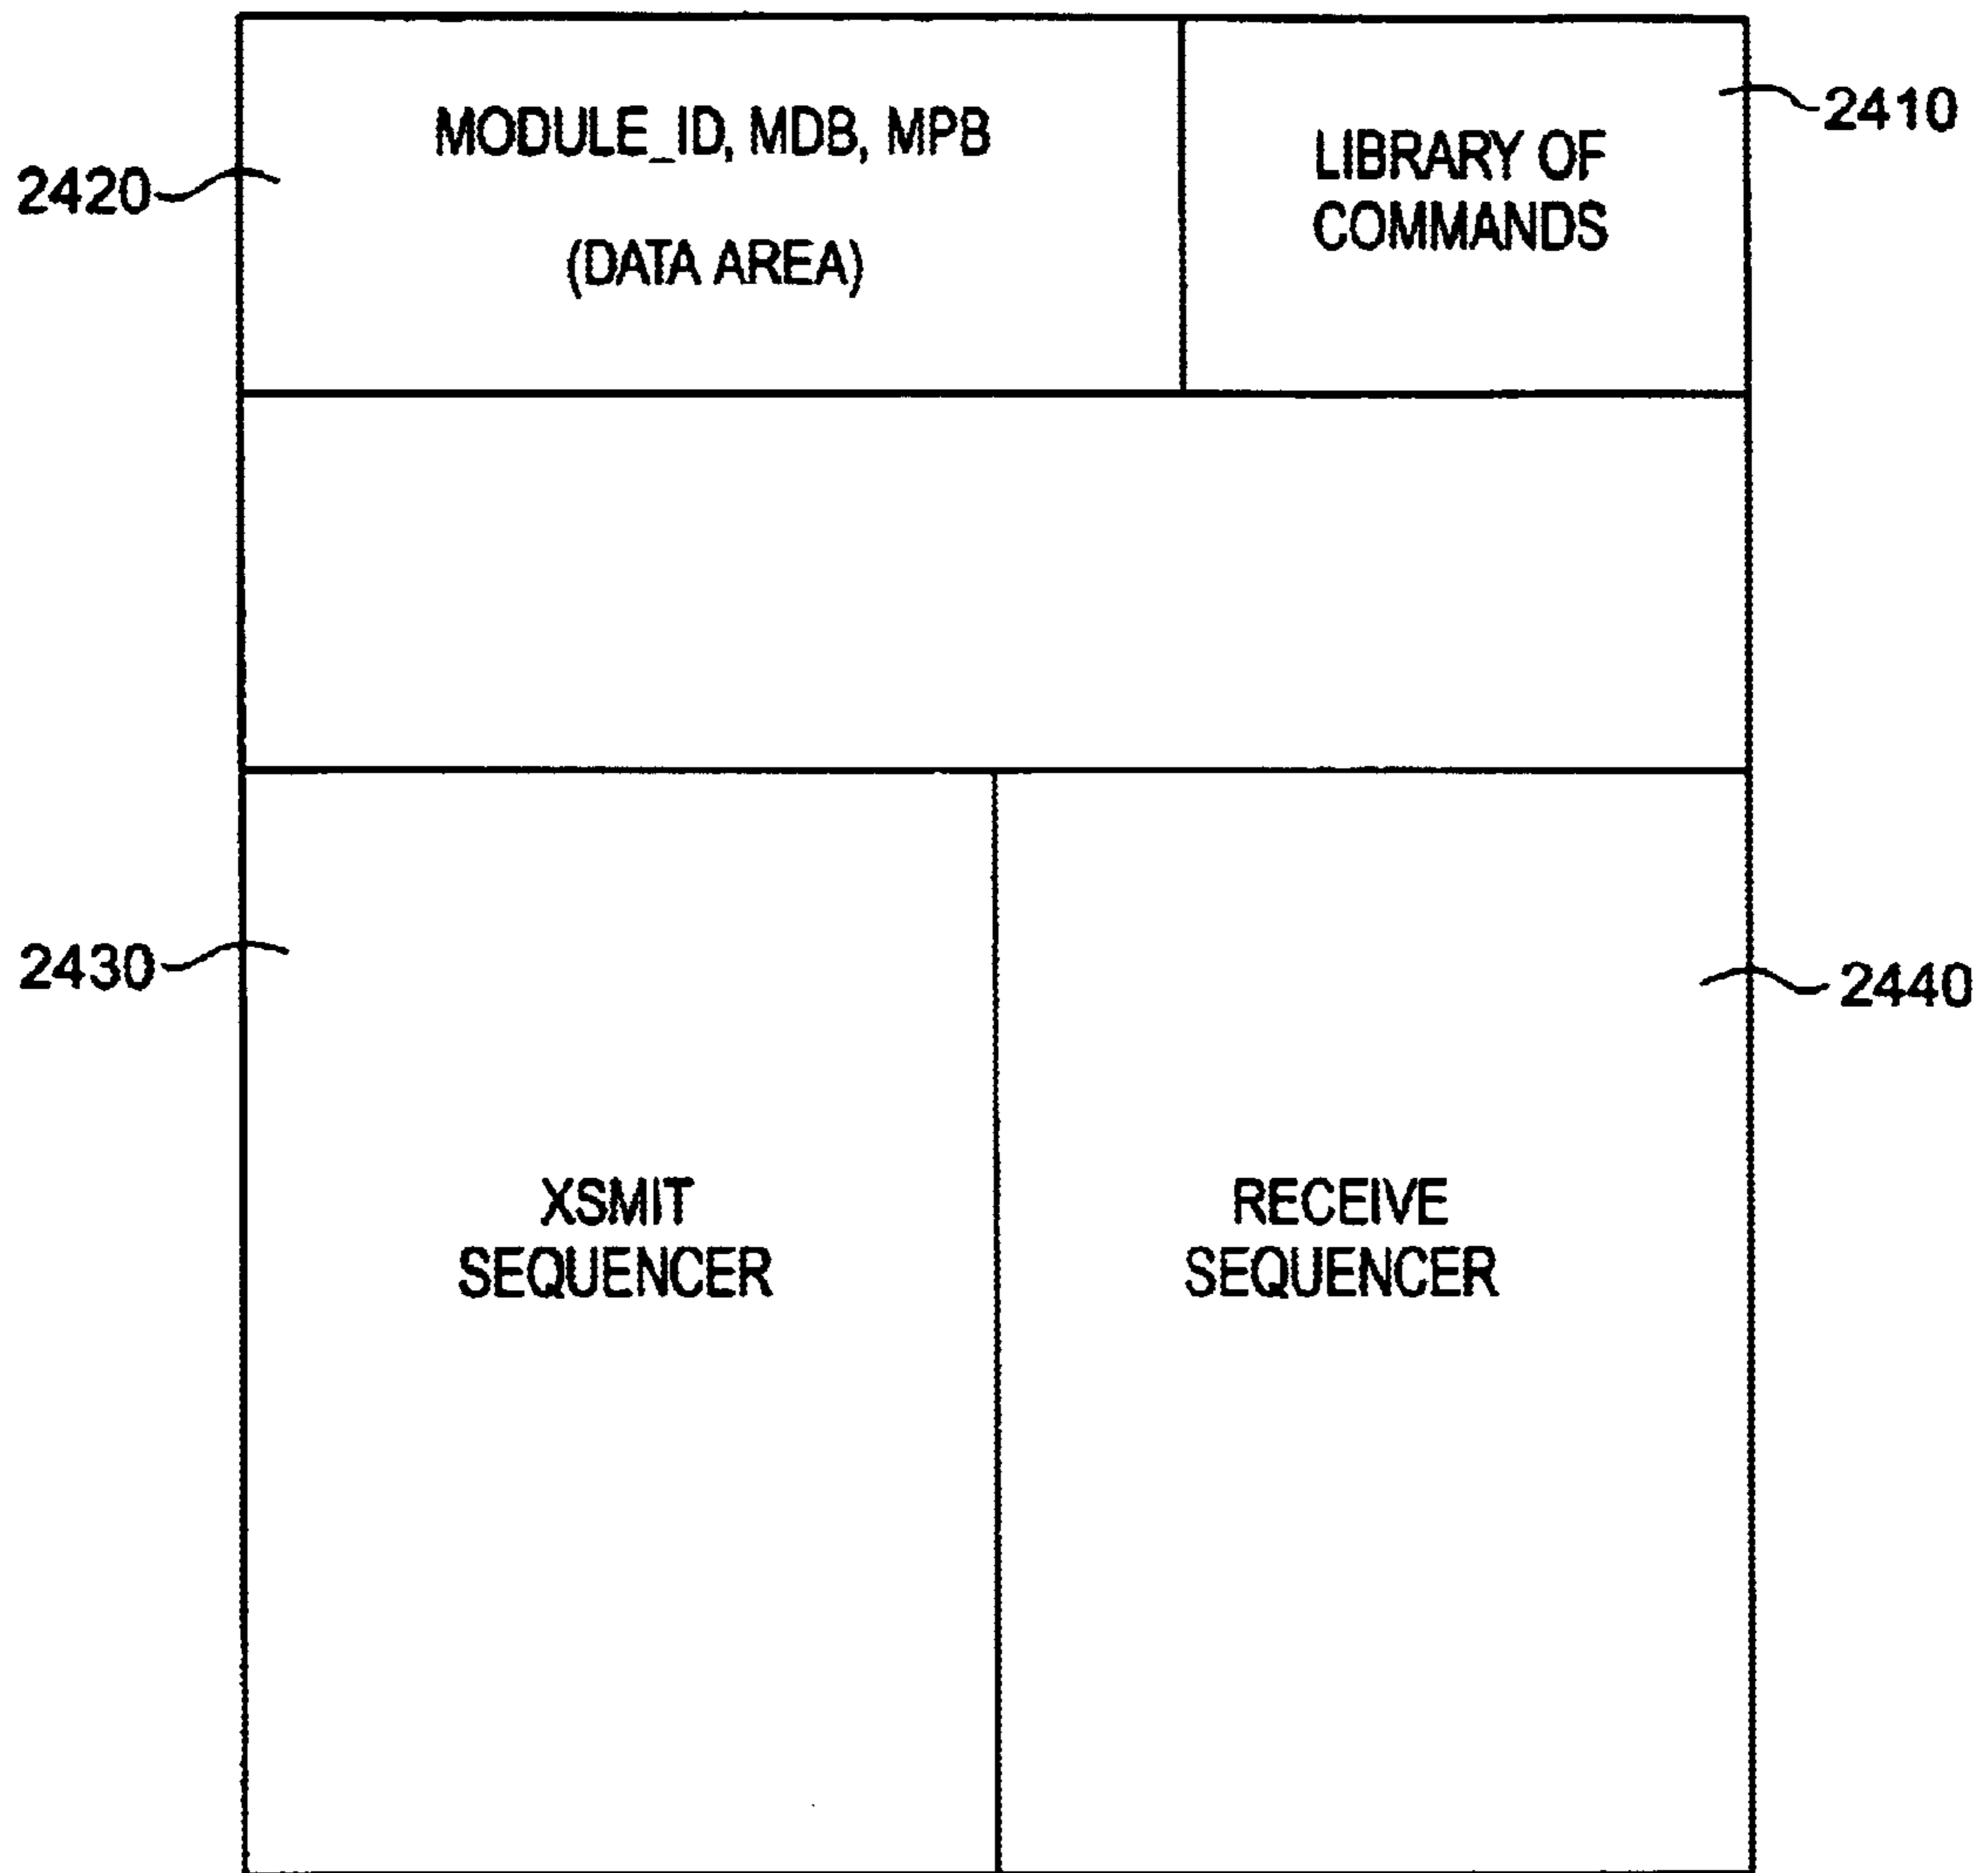 MODULE_ID, MDB, MPB
(DATA AREA)
LIBRARY OF
COMMANDS
2410
2420
2430
2440
XSMIT
SEQUENCER
RECEIVE
SEQUENCER